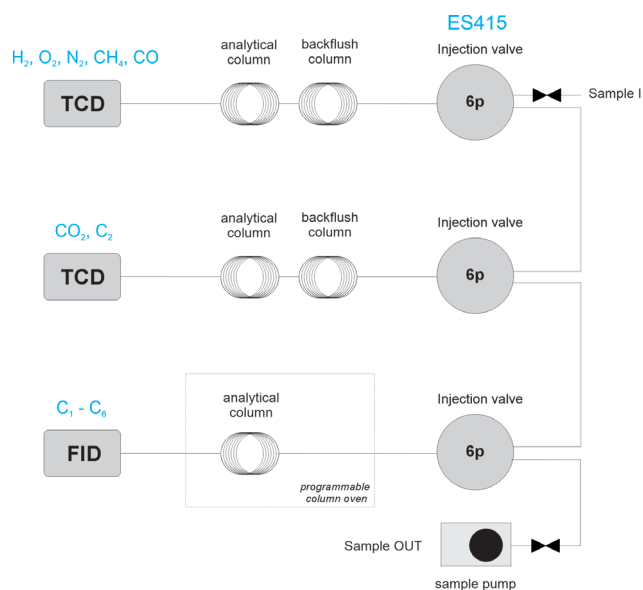 ES415
H₂, O₂, N₂, CH₄, CO
analytical
column
backflush
column
Injection valve
TCD
6p
Sample I
CO₂, C₂
analytical
column
backflush
column
Injection valve
TCD
6p
C₁ - C₆
analytical
column
Injection valve
FID
6p
programmable
column oven
Sample OUT
sample pump